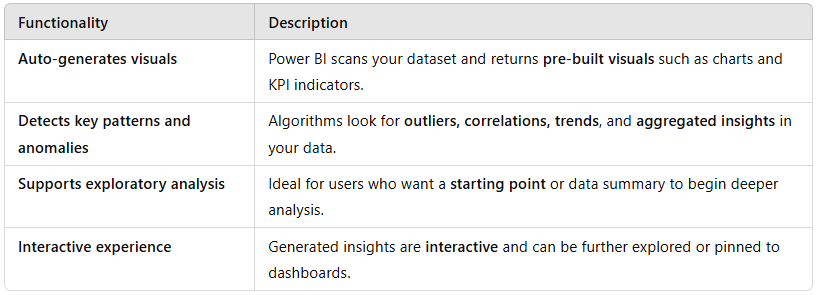 Functionality Description
Auto-generates visuals Power BI scans your dataset and returns pre-built visuals such as charts and
KPI indicators.
Detects key patterns and Algorithms look for outliers, correlations, trends, and aggregated insights in
anomalies your data.
Supports exploratory analysis Ideal for users who want a starting point or data summary to begin deeper
analysis.
Interactive experience Generated insights are interactive and can be further explored or pinned to
dashboards.